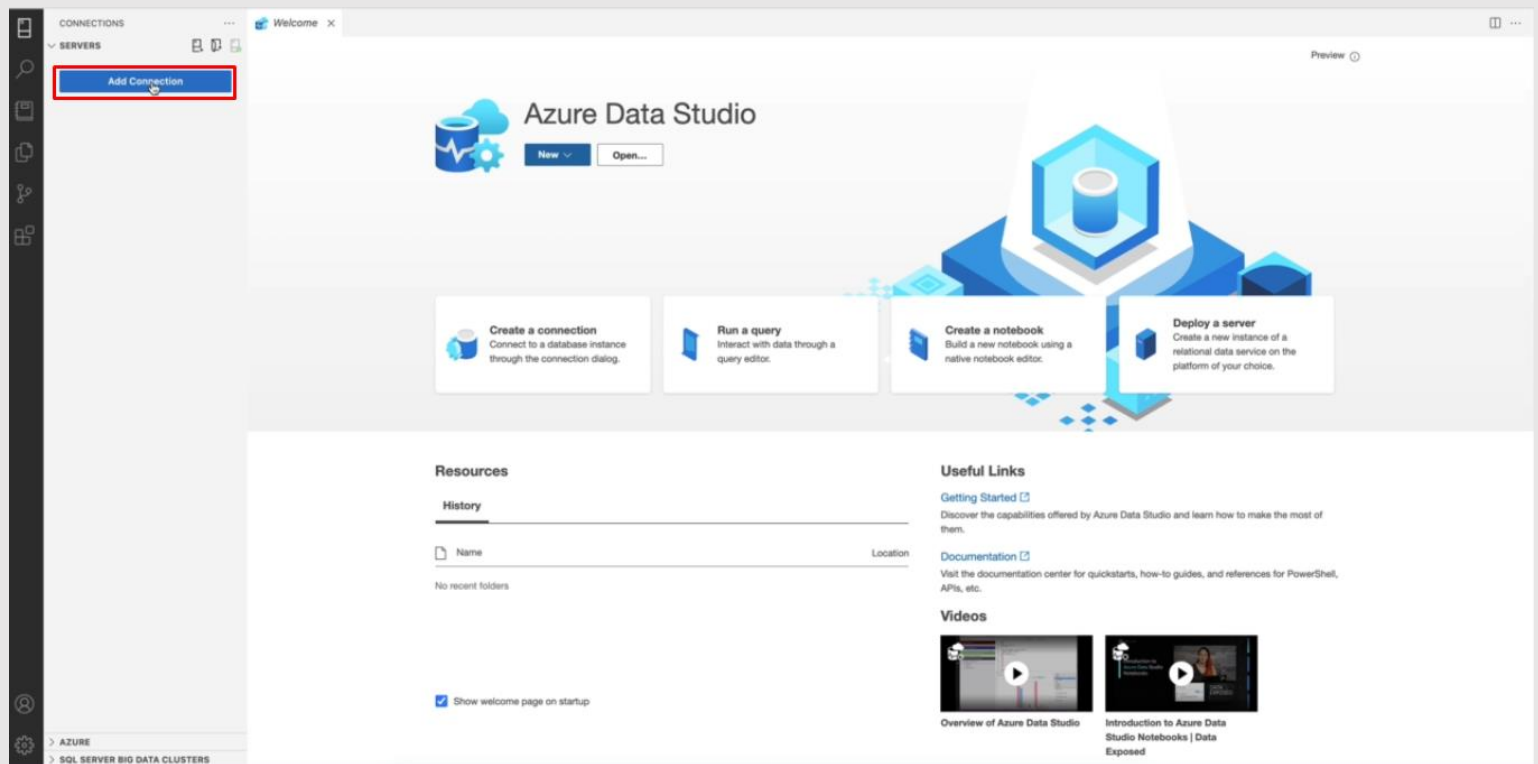 CONNECTIONS
Welcome
SERVERS
Preview
Add Connection
Azure Data Studio
New
Open...
Create a connection
Connect to a database instance
through the connection dialog.
Run a query
Interact with data through a
query editor.
Create a notebook
Build a new notebook using a
native notebook editor.
Deploy a server
Create a new instance of a
relational data service on the
platform of your choice.
Resources
History
Name Location
No recent folders
Show welcome page on startup
Useful Links
Getting Started
Discover the capabilities offered by Azure Data Studio and learn how to make the most of
them.
Documentation
Visit the documentation center for quickstarts, how-to guides, and references for PowerShell,
APIs, etc.
Videos
Overview of Azure Data Studio
Introduction to Azure Data
Studio Notebooks | Data
Exposed
AZURE
SQL SERVER BIG DATA CLUSTERS